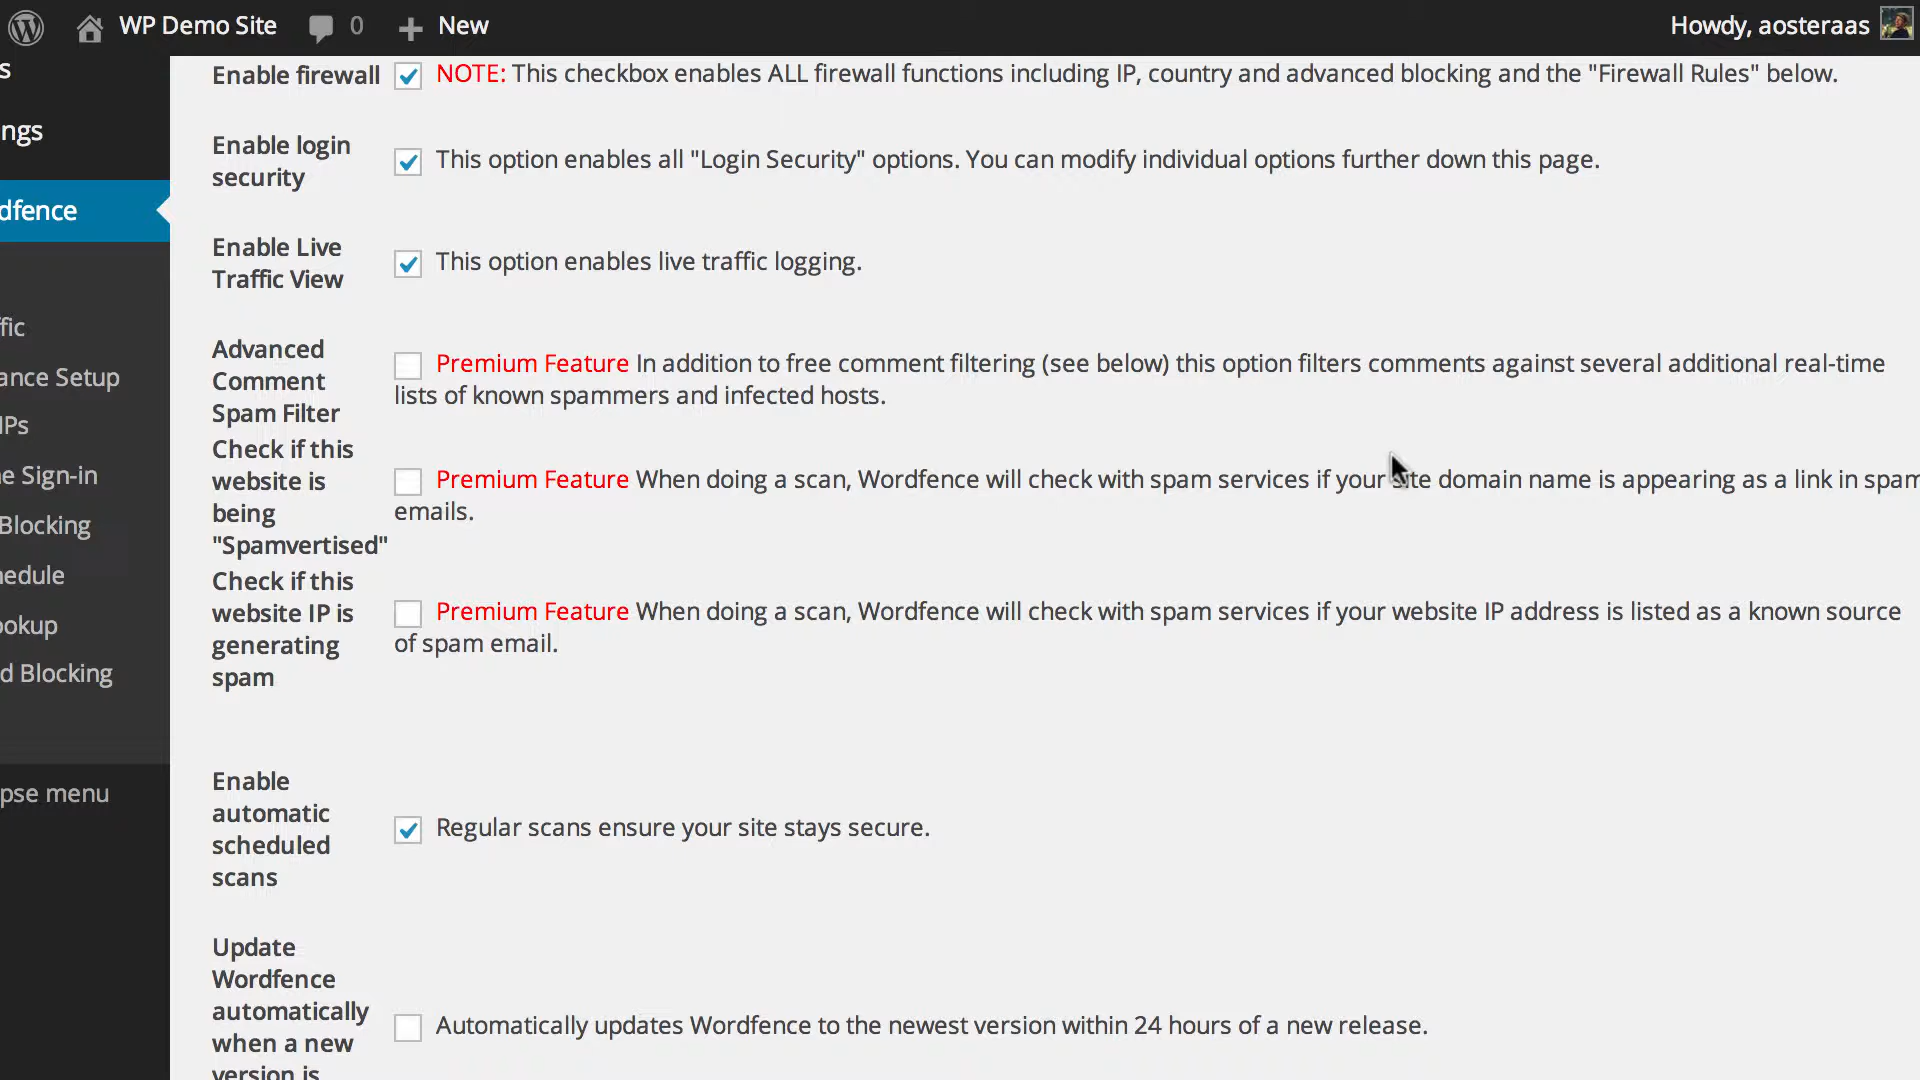 WP Demo Site 0 New Howdy, aosteraas
s
ngs
dfence
fic
ance Setup
IPs
e Sign-in
Blocking
hedule
ookup
d Blocking
pse menu
Enable firewall NOTE: This checkbox enables ALL firewall functions including IP, country and advanced blocking and the "Firewall Rules" below.
Enable login
security
This option enables all "Login Security" options. You can modify individual options further down this page.
Enable Live
Traffic View
This option enables live traffic logging.
Advanced
Comment
Spam Filter
Premium Feature In addition to free comment filtering (see below) this option filters comments against several additional real-time
lists of known spammers and infected hosts.
Check if this
website is
being
"Spamvertised"
Premium Feature When doing a scan, Wordfence will check with spam services if your site domain name is appearing as a link in spam
emails.
Check if this
website IP is
generating
spam
Premium Feature When doing a scan, Wordfence will check with spam services if your website IP address is listed as a known source
of spam email.
Enable
automatic
scheduled
scans
Regular scans ensure your site stays secure.
Update
Wordfence
automatically
when a new
version is
Automatically updates Wordfence to the newest version within 24 hours of a new release.